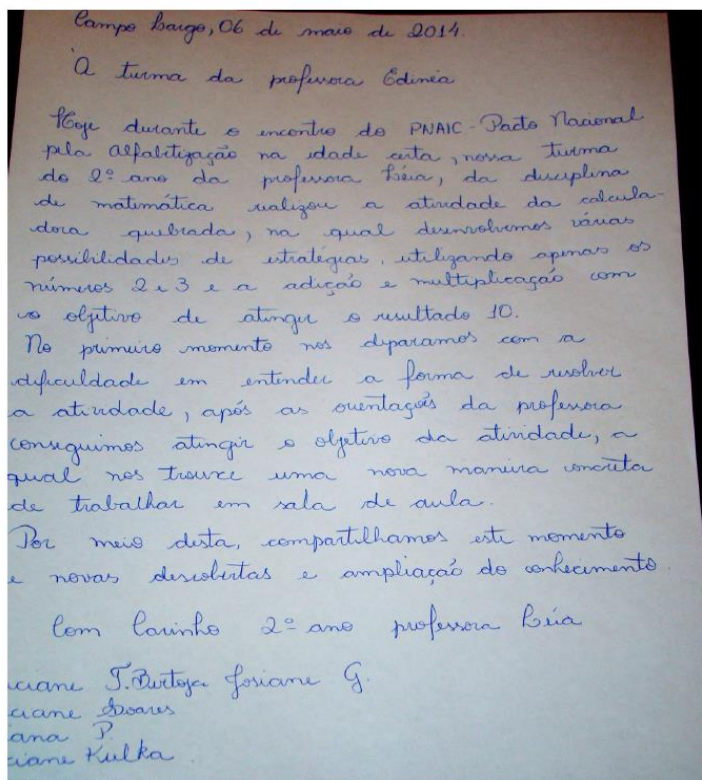 Campo Largo, 06 de maio de 2014.
À turma da professora Edinéa
Hoje durante o encontro do PNAIC - Pacto Nacional
pela Alfabetização na idade certa, nossa turma
do 2º ano da professora Léia, da disciplina
de matemática realizou a atividade da calcula-
dora quebrada, na qual desenvolvemos várias
possibilidades de estratégias, utilizando apenas os
números 2 e 3 e a adição e multiplicação com
o objetivo de atingir o resultado 10.
No primeiro momento nos deparamos com a
dificuldade em entender a forma de resolver
a atividade, após as orientações da professora
conseguimos atingir o objetivo da atividade, a
qual nos trouxe uma nova maneira concreta
de trabalhar em sala de aula.
Por meio desta, compartilhamos este momento
e novas descobertas e ampliação do conhecimento.
Com Carinho 2º ano professora Léia
ciane T. Bertoja Josiane G.
ciane Soares
iana P.
ciane Kulka